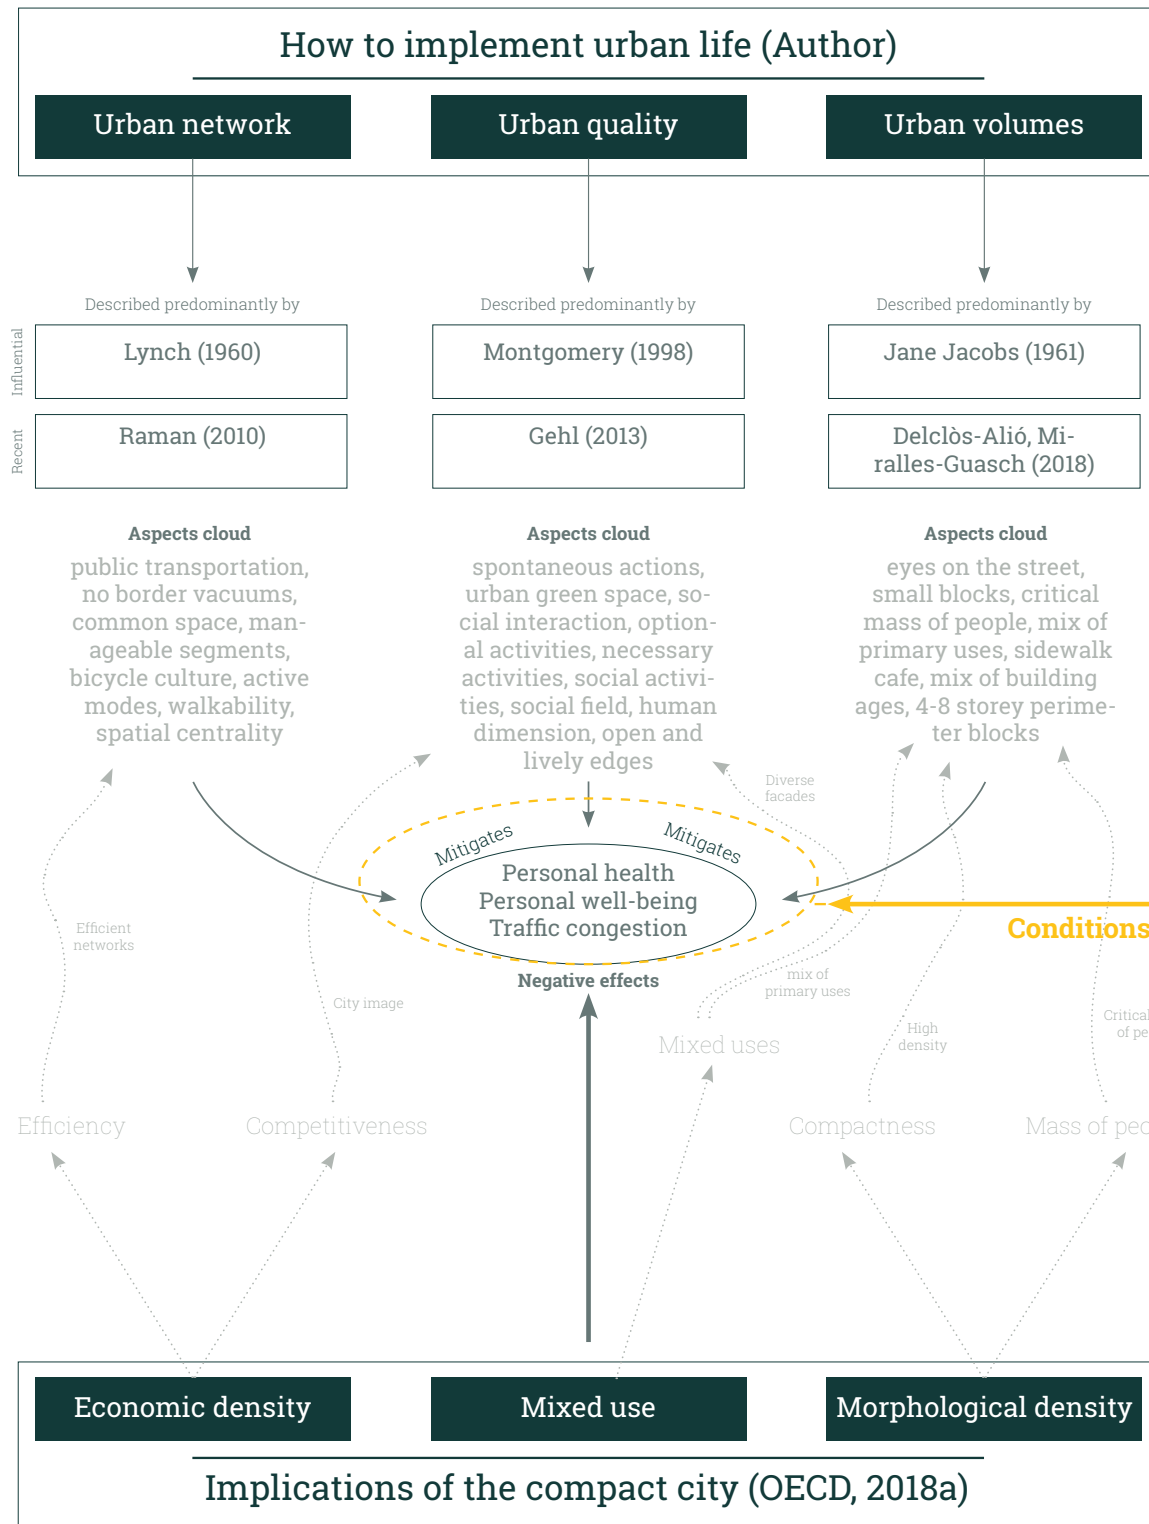 How to implement urban life (Author)
Urban network
Urban quality
Urban volumes
Described predominantly by
Described predominantly by
Described predominantly by
Influential
Lynch (1960)
Montgomery (1998)
Jane Jacobs (1961)
Recent
Raman (2010)
Gehl (2013)
Delclòs-Alió, Mi-
ralles-Guasch (2018)
Aspects cloud
public transportation,
no border vacuums,
common space, man-
ageable segments,
bicycle culture, active
modes, walkability,
spatial centrality
Aspects cloud
spontaneous actions,
urban green space, so-
cial interaction, option-
al activities, necessary
activities, social activi-
ties, social field, human
dimension, open and
lively edges
Aspects cloud
eyes on the street,
small blocks, critical
mass of people, mix of
primary uses, sidewalk
cafe, mix of building
ages, 4-8 storey perime-
ter blocks
Diverse
facades
Mitigates
Mitigates
Personal health
Personal well-being
Traffic congestion
Negative effects
Conditions
Efficient
networks
City image
mix of
primary uses
High
density
Critical
of pe
Mixed uses
Efficiency
Competitiveness
Compactness
Mass of peo
Economic density
Mixed use
Morphological density
Implications of the compact city (OECD, 2018a)